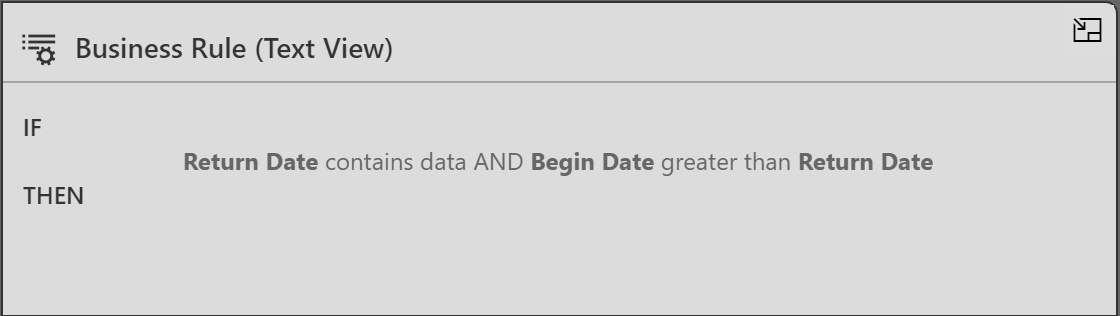 Business Rule (Text View)
IF
Return Date contains data AND Begin Date greater than Return Date
THEN